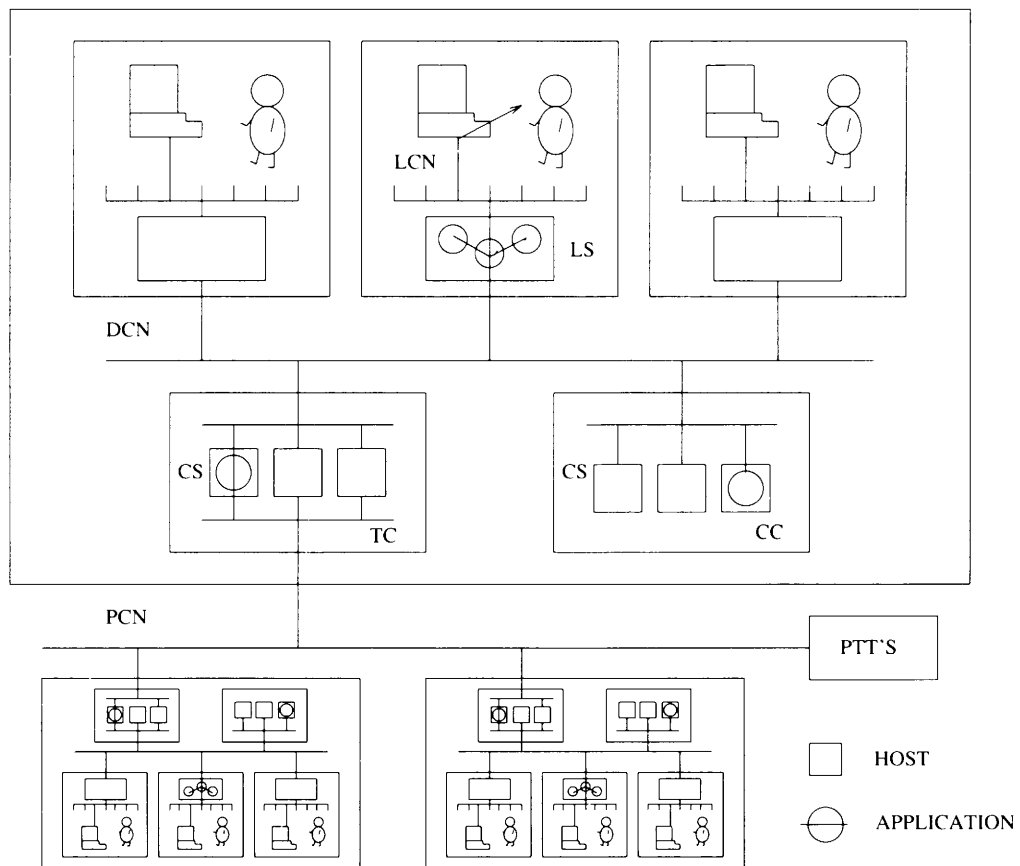 LCN
LS
DCN
CS
TC
CS
CC
PCN
PTT'S
HOST
APPLICATION